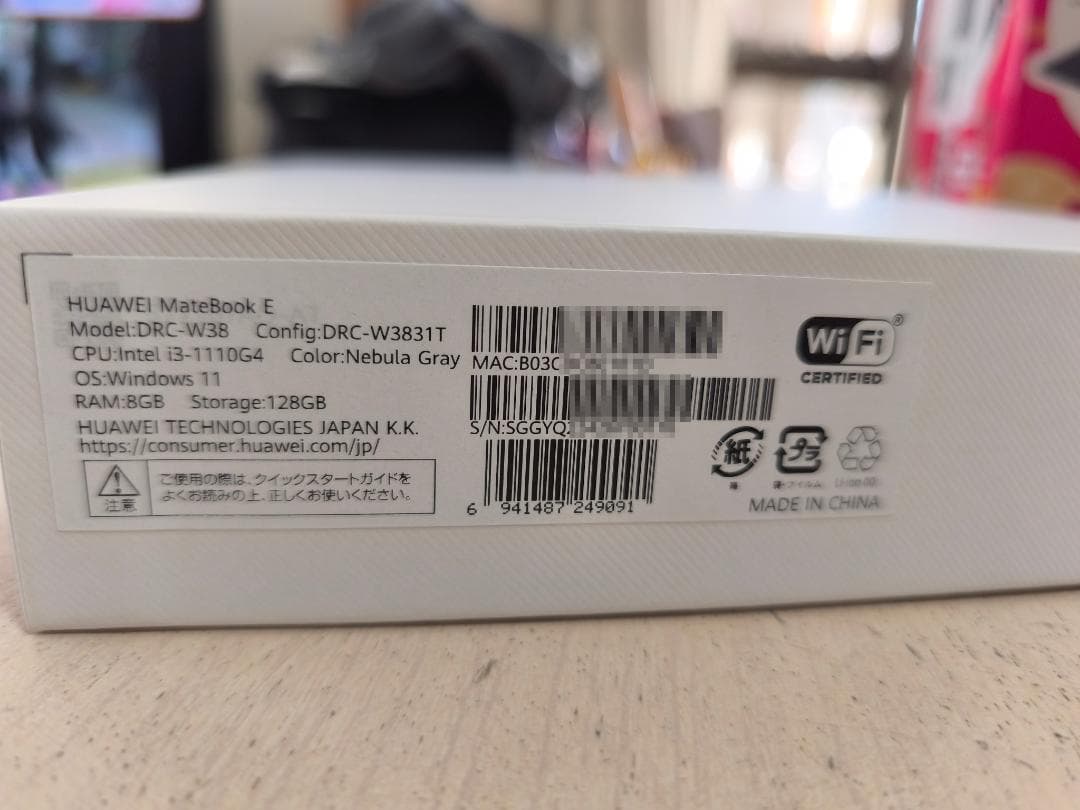 HUAWEI MateBook E
Model:DRC-W38 Config:DRC-W3831T
CPU:Intel i3-1110G4 Color:Nebula Gray
OS:Windows 11
RAM:8GB Storage:128GB
HUAWEI TECHNOLOGIES JAPAN K.K.
https://consumer.huawei.com/jp/
注意
ご使用の際は、クイックスタートガイドを
よくお読みの上、正しくお使いください。
MAC:B03C
S/N:SGGYQ
6 941487 249091
Wi Fi ®
CERTIFIED
紙
プラ
MADE IN CHINA